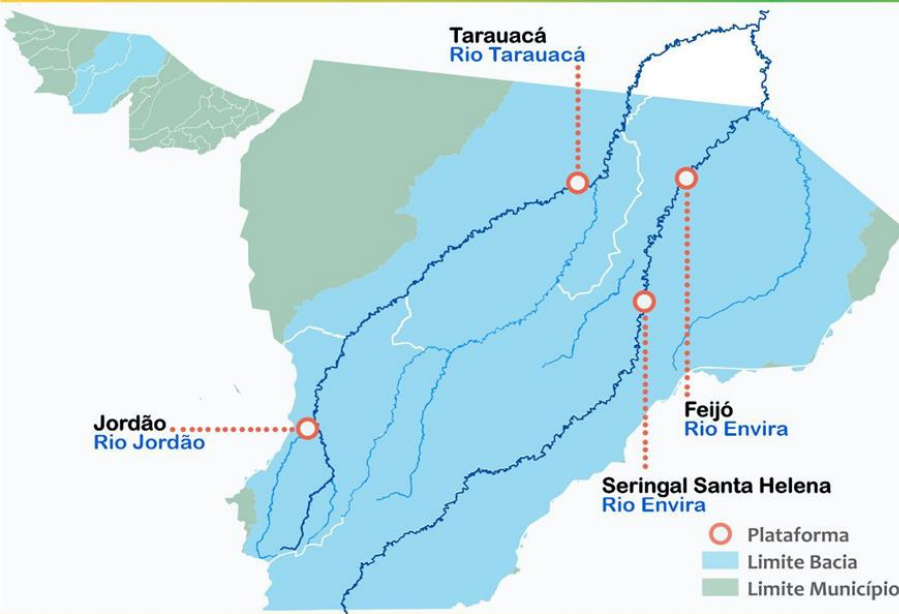 Tarauacá
Rio Tarauacá
Jordão
Rio Jordão
Feijó
Rio Envira
Seringal Santa Helena
Rio Envira
Plataforma
Limite Bacia
Limite Município